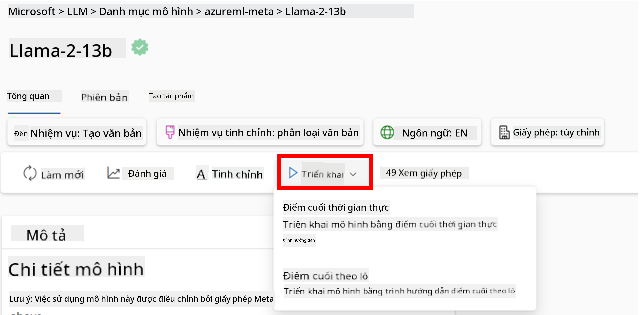 Microsoft > LLM > Danh mục mô hình > azureml-meta > Llama-2-13b
Llama-2-13b
Tổng quan
Phiên bản
Tạo tác phẩm
Đèn Nhiệm vụ: Tạo văn bản
Nhiệm vụ tinh chỉnh: phân loại văn bản
Ngôn ngữ: EN
Giấy phép: tùy chỉnh
Làm mới
Đánh giá
Tinh chỉnh
Triển khai
49 Xem giấy phép
Điểm cuối thời gian thực
Triển khai mô hình bằng điểm cuối thời gian thực
Điểm cuối theo lô
Triển khai mô hình bằng trình hướng dẫn điểm cuối theo lô
Mô tả
Chi tiết mô hình
Lưu ý: Việc sử dụng mô hình này được điều chỉnh bởi giấy phép Meta